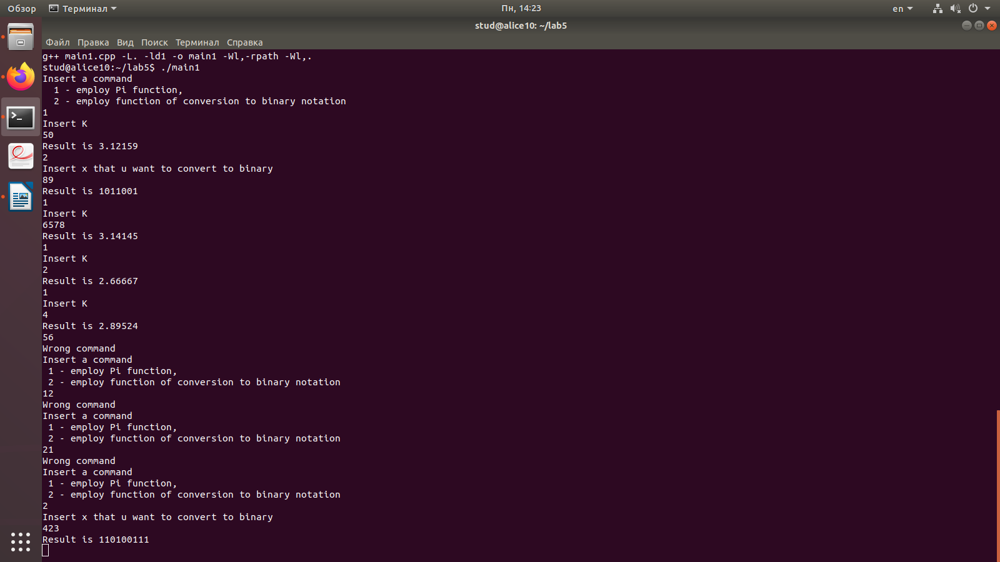 Обзор Терминал Пн, 14:23 en
stud@alice10: ~/lab5
Файл Правка Вид Поиск Терминал Справка
g++ main1.cpp -L. -ld1 -o main1 -Wl,-rpath -Wl,.
stud@alice10:~/lab5$ ./main1
Insert a command
  1 - employ Pi function,
  2 - employ function of conversion to binary notation
1
Insert K
50
Result is 3.12159
2
Insert x that u want to convert to binary
89
Result is 1011001
1
Insert K
6578
Result is 3.14145
1
Insert K
2
Result is 2.66667
1
Insert K
4
Result is 2.89524
56
Wrong command
Insert a command
 1 - employ Pi function,
 2 - employ function of conversion to binary notation
12
Wrong command
Insert a command
 1 - employ Pi function,
 2 - employ function of conversion to binary notation
21
Wrong command
Insert a command
 1 - employ Pi function,
 2 - employ function of conversion to binary notation
2
Insert x that u want to convert to binary
423
Result is 110100111